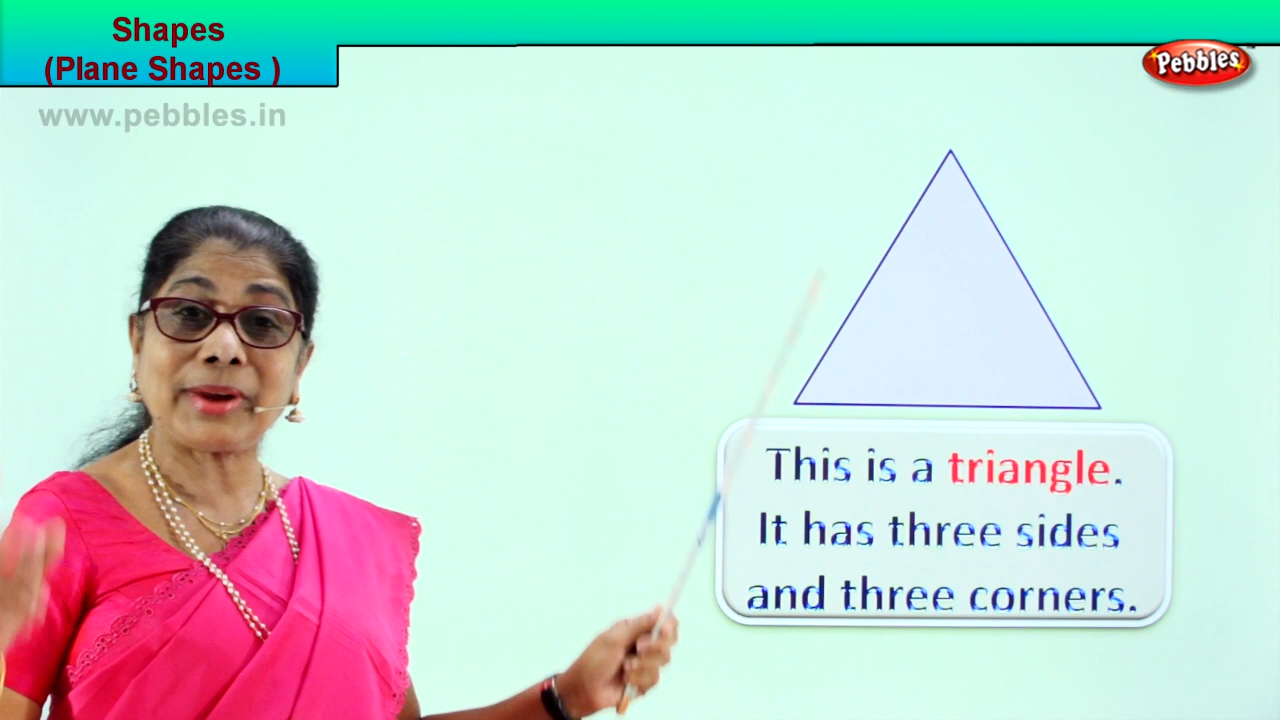 Shapes
(Plane Shapes )
Pebbles
www.pebbles.in
This is a triangle.
It has three sides
and three corners.